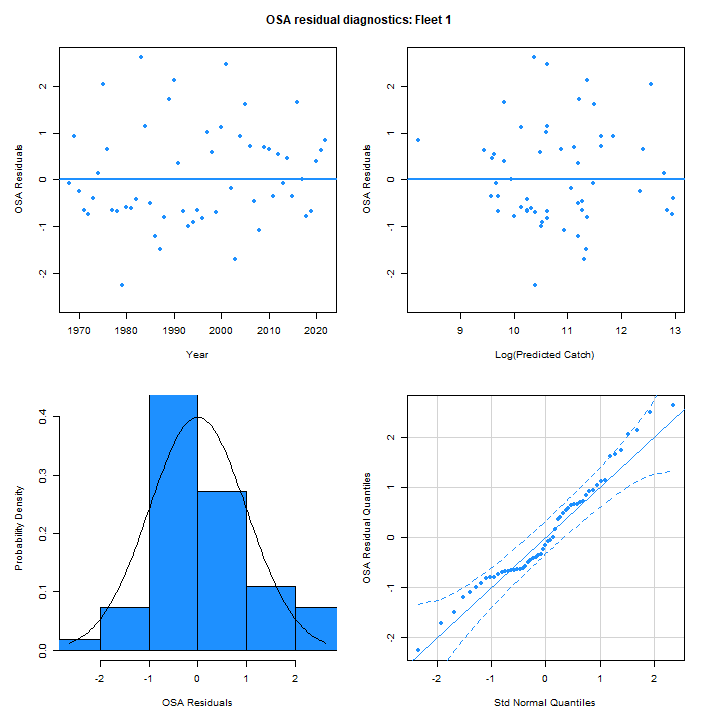 OSA residual diagnostics: Fleet 1
OSA Residuals
2
1
0
-1
-2
1970 1980 1990 2000 2010 2020
Year
OSA Residuals
2
1
0
-1
-2
9 10 11 12 13
Log(Predicted Catch)
Probability Density
0.4
0.3
0.2
0.1
0.0
-2 -1 0 1 2
OSA Residuals
OSA Residual Quantiles
2
1
0
-1
-2
-2 -1 0 1 2
Std Normal Quantiles